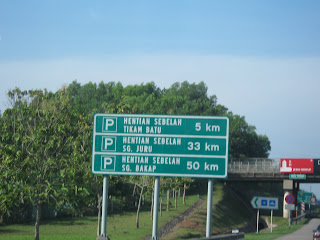 P HENTIAN SEBELAH
TIKAM BATU 5 km
P HENTIAN SEBELAH
SG. JURU 33 km
P HENTIAN SEBELAH
SG. BAKAP 50 km